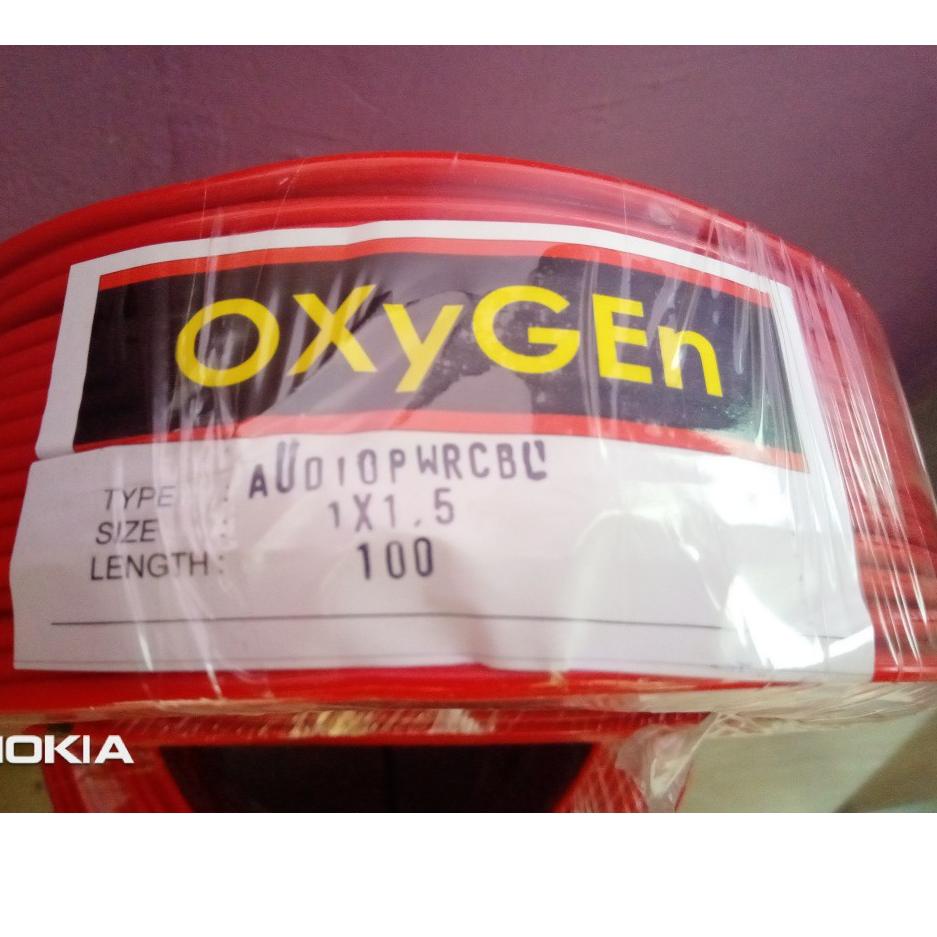 OXyGEn
TYPE : AUDIOPWRCBL
SIZE : 1X1.5
LENGTH : 100
NOKIA